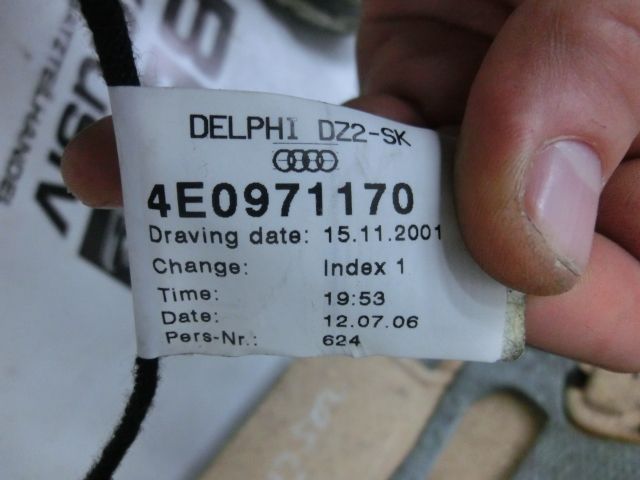 DELPHI DZ2-SK
4E0971170
Draving date: 15.11.2001
Change: Index 1
Time: 19:53
Date: 12.07.06
Pers-Nr.: 624